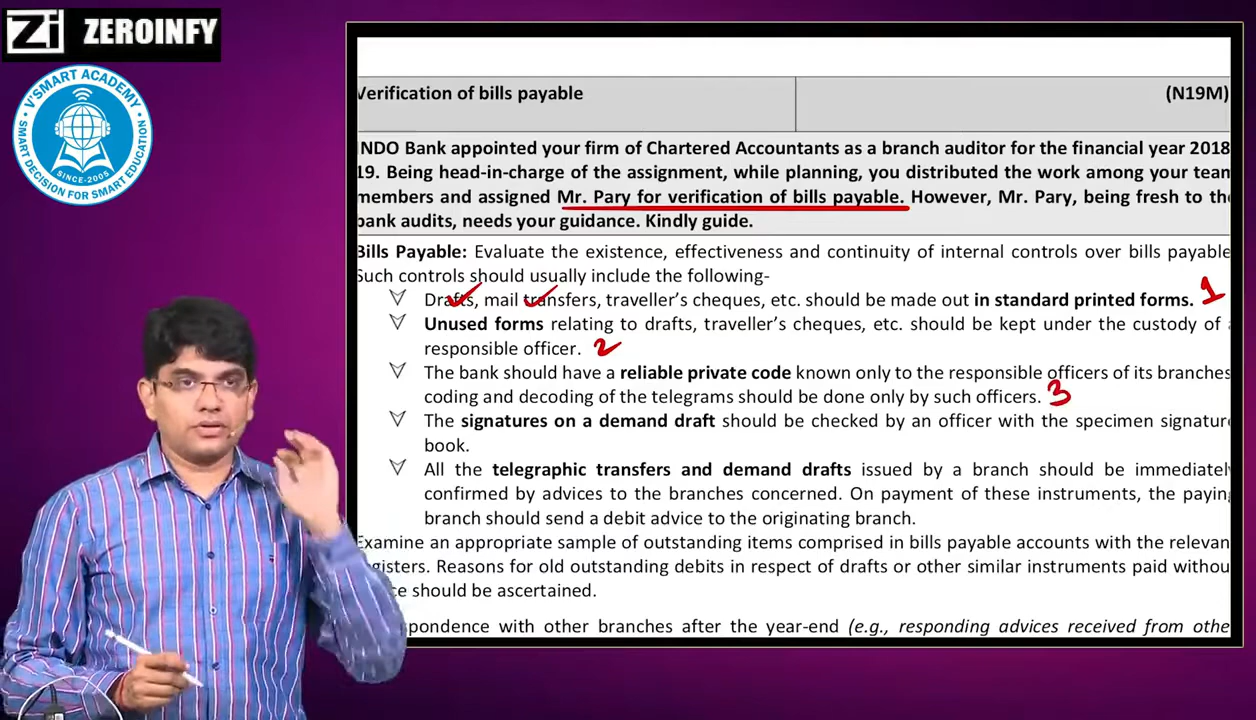 Zi ZEROINFY
V'SMART ACADEMY
SINCE-2005
SMART DECISION FOR SMART EDUCATION
Verification of bills payable (N19M)
INDO Bank appointed your firm of Chartered Accountants as a branch auditor for the financial year 2018
19. Being head-in-charge of the assignment, while planning, you distributed the work among your team
members and assigned Mr. Pary for verification of bills payable. However, Mr. Pary, being fresh to the
bank audits, needs your guidance. Kindly guide.
Bills Payable: Evaluate the existence, effectiveness and continuity of internal controls over bills payable
Such controls should usually include the following-
Drafts, mail transfers, traveller's cheques, etc. should be made out in standard printed forms. 1
Unused forms relating to drafts, traveller's cheques, etc. should be kept under the custody of a
responsible officer. 2
The bank should have a reliable private code known only to the responsible officers of its branches
coding and decoding of the telegrams should be done only by such officers. 3
The signatures on a demand draft should be checked by an officer with the specimen signature
book.
All the telegraphic transfers and demand drafts issued by a branch should be immediatel
confirmed by advices to the branches concerned. On payment of these instruments, the paying
branch should send a debit advice to the originating branch.
Examine an appropriate sample of outstanding items comprised in bills payable accounts with the relevan
gisters. Reasons for old outstanding debits in respect of drafts or other similar instruments paid withou
ce should be ascertained.
pondence with other branches after the year-end (e.g., responding advices received from othe